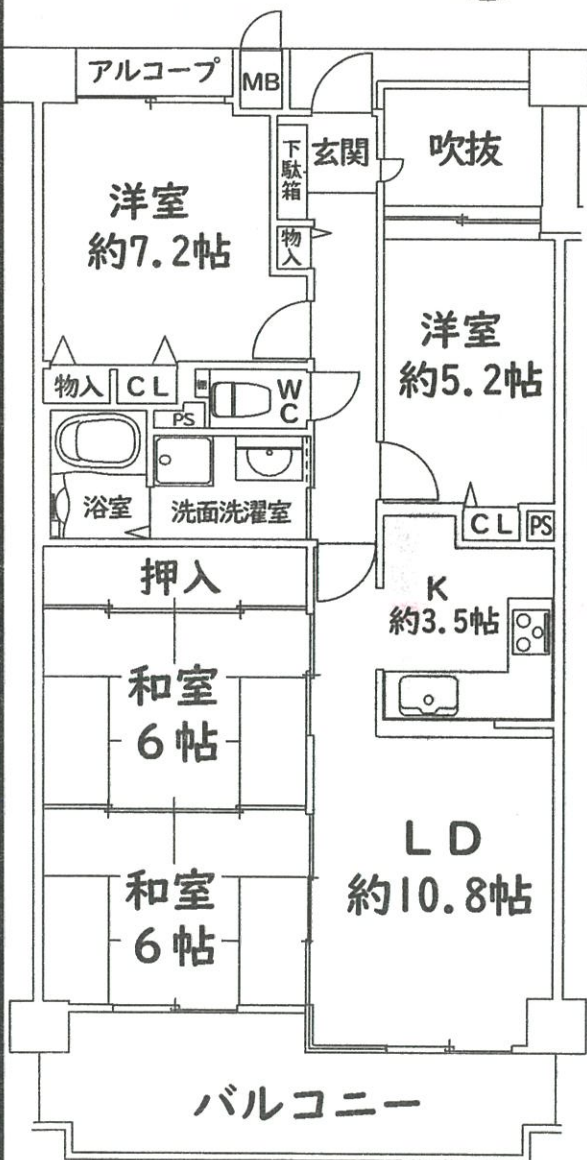 アルコープ
MB
洋室
約7.2帖
下駄箱
玄関
吹抜
物入
洋室
約5.2帖
物入
CL
WC
PS
浴室
洗面洗濯室
CL
PS
押入
K
約3.5帖
和室
6帖
LD
約10.8帖
和室
6帖
バルコニー